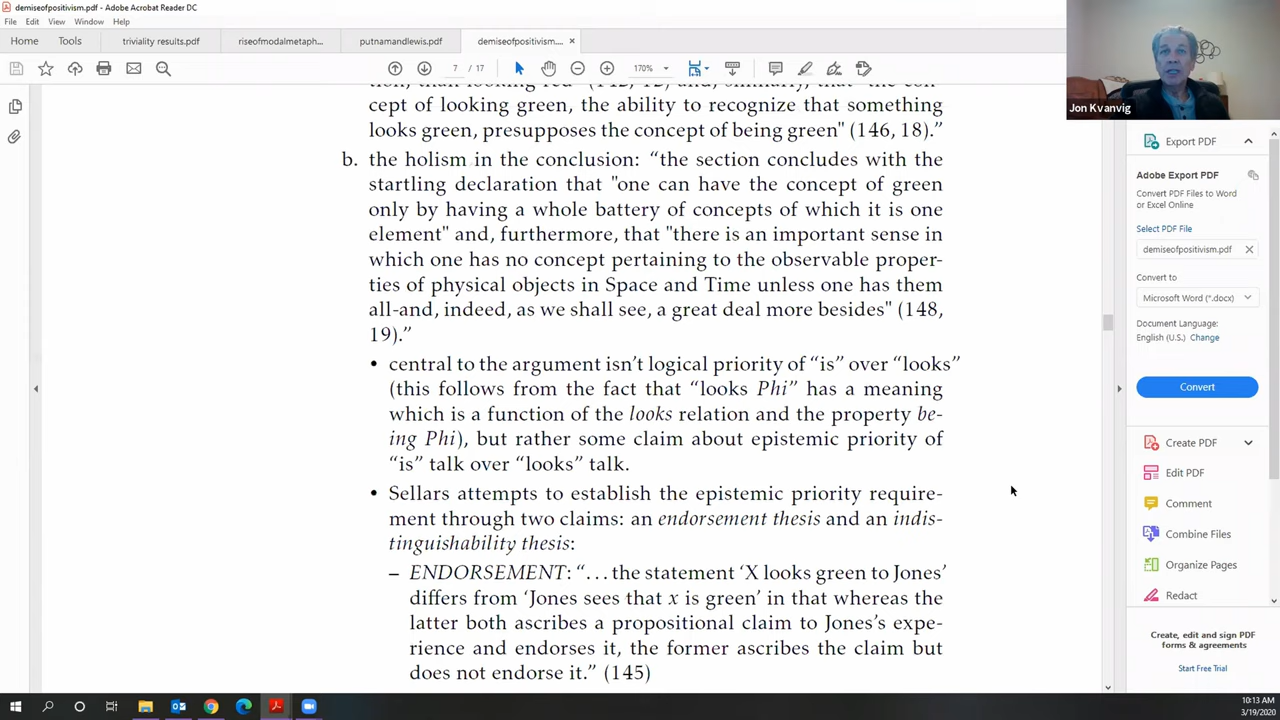 demiseofpositivism.pdf - Adobe Acrobat Reader DC
File Edit View Window Help
Home Tools triviality results.pdf riseofmodalmetaph... putnamandlewis.pdf demiseofpositivism.... ×
7 / 17 170%
Jon Kvanvig
cept of looking green, the ability to recognize that something
looks green, presupposes the concept of being green" (146, 18).”
b. the holism in the conclusion: “the section concludes with the
startling declaration that "one can have the concept of green
only by having a whole battery of concepts of which it is one
element" and, furthermore, that "there is an important sense in
which one has no concept pertaining to the observable proper-
ties of physical objects in Space and Time unless one has them
all-and, indeed, as we shall see, a great deal more besides" (148,
19).”
• central to the argument isn’t logical priority of “is” over “looks”
(this follows from the fact that “looks Phi” has a meaning
which is a function of the looks relation and the property be-
ing Phi), but rather some claim about epistemic priority of
“is” talk over “looks” talk.
• Sellars attempts to establish the epistemic priority require-
ment through two claims: an endorsement thesis and an indis-
tinguishability thesis:
– ENDORSEMENT: “…the statement ‘X looks green to Jones’
differs from ‘Jones sees that x is green’ in that whereas the
latter both ascribes a propositional claim to Jones’s expe-
rience and endorses it, the former ascribes the claim but
does not endorse it.” (145)
Export PDF
Adobe Export PDF
Convert PDF Files to Word
or Excel Online
Select PDF File
demiseofpositivism.pdf
Convert to
Microsoft Word (*.docx)
Document Language:
English (U.S.) Change
Convert
Create PDF
Edit PDF
Comment
Combine Files
Organize Pages
Redact
Create, edit and sign PDF
forms & agreements
Start Free Trial
10:13 AM
3/19/2020